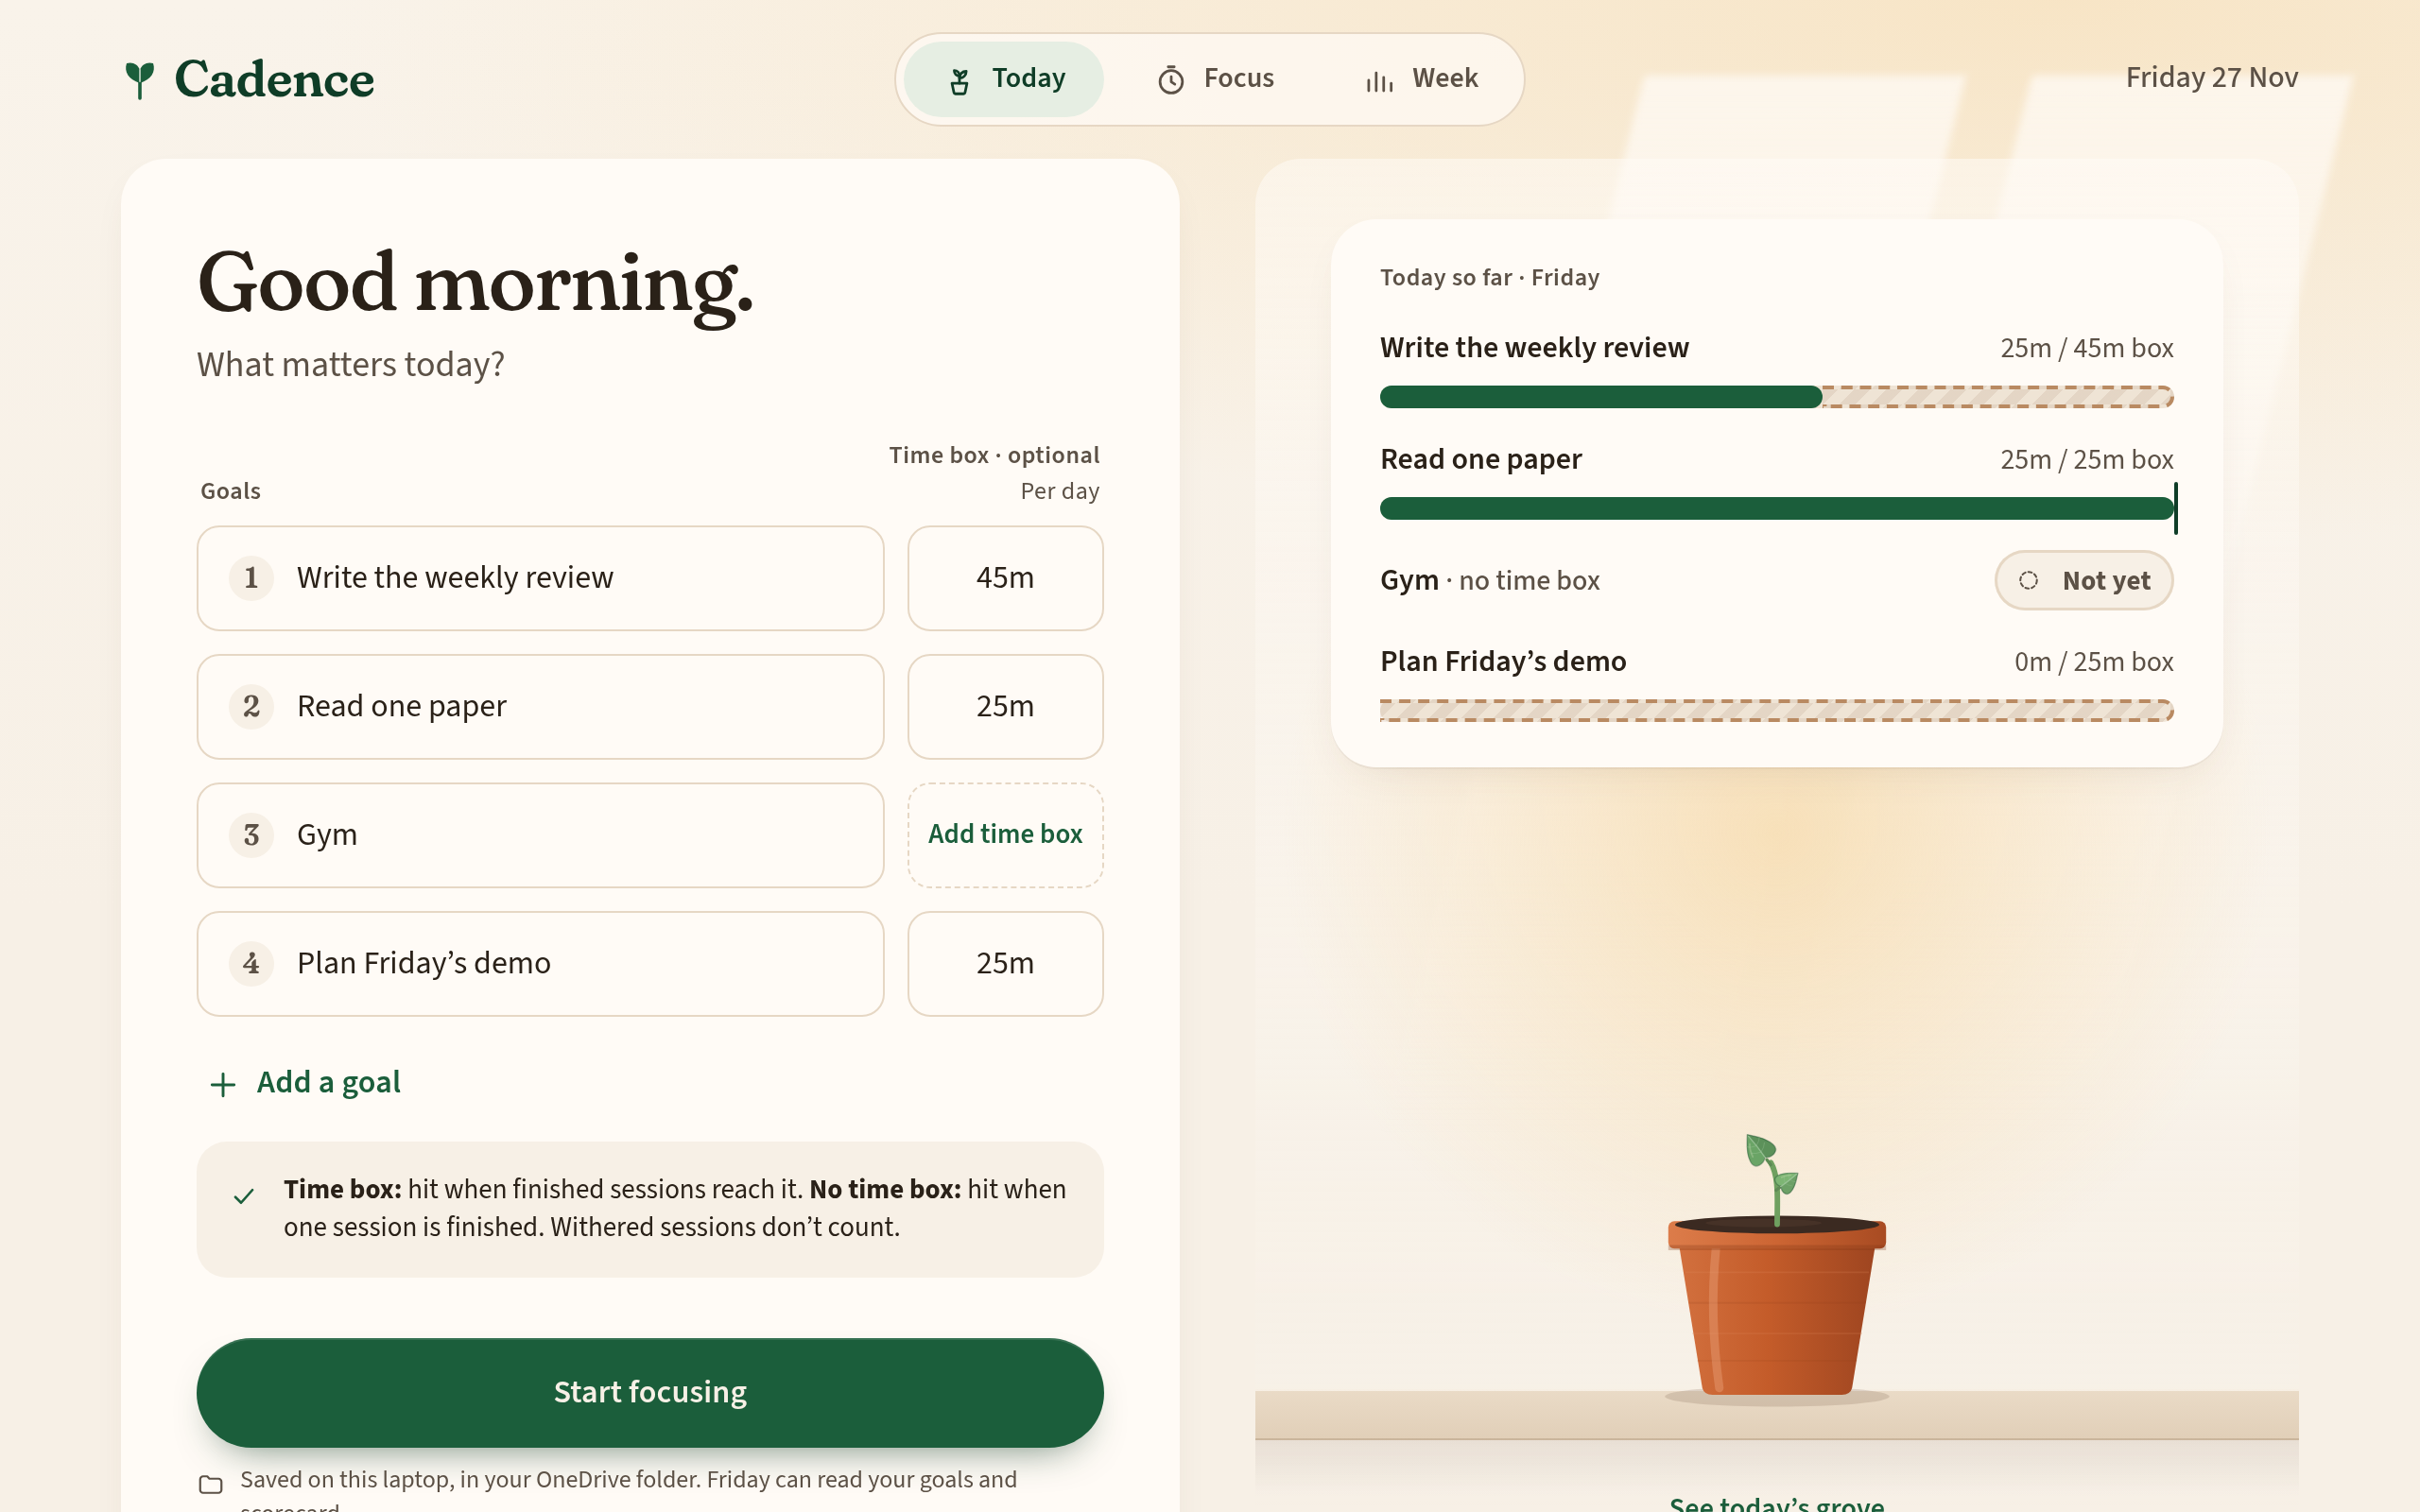 Cadence
Today
Focus
Week
Friday 27 Nov
Good morning.
What matters today?
Time box · optional
Goals
Per day
1 Write the weekly review 45m
2 Read one paper 25m
3 Gym Add time box
4 Plan Friday’s demo 25m
Add a goal
Time box: hit when finished sessions reach it. No time box: hit when
one session is finished. Withered sessions don’t count.
Start focusing
Saved on this laptop, in your OneDrive folder. Friday can read your goals and
scorecard
Today so far · Friday
Write the weekly review 25m / 45m box
Read one paper 25m / 25m box
Gym · no time box Not yet
Plan Friday’s demo 0m / 25m box
See today’s grove